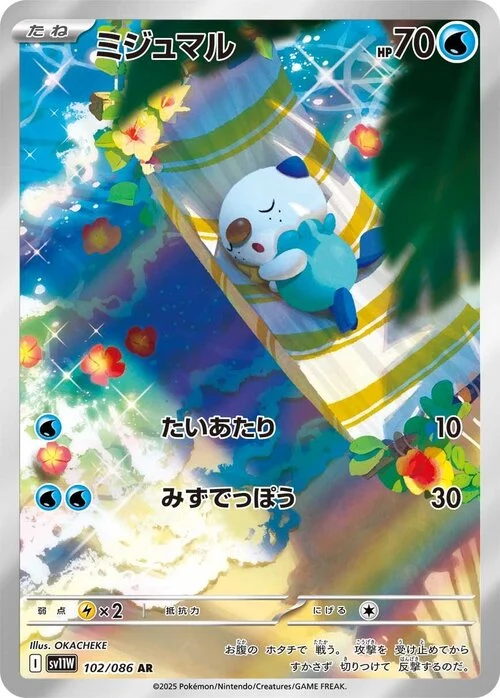 たね ミジュマル HP70
たいあたり 10
みずでっぽう 30
弱点 ×2 抵抗力 にげる
Illus. OKACHEKE
お腹の ホタチで 戦う。攻撃を 受け止めてから
すかさず 切りつけて 反撃するのだ。
I sv11W 102/086 AR
©2025 Pokémon/Nintendo/Creatures/GAME FREAK.